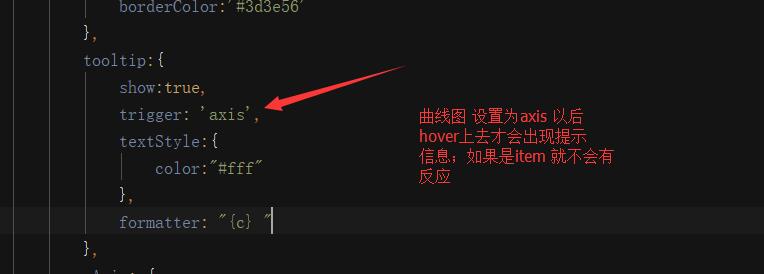 borderColor:'#3d3e56'
},
tooltip:{
show:true,
trigger: 'axis',
textStyle:{
color:"#fff"
},
formatter: "{c} "
},
曲线图 设置为axis 以后
hover上去才会出现提示
信息；如果是item 就不会有
反应